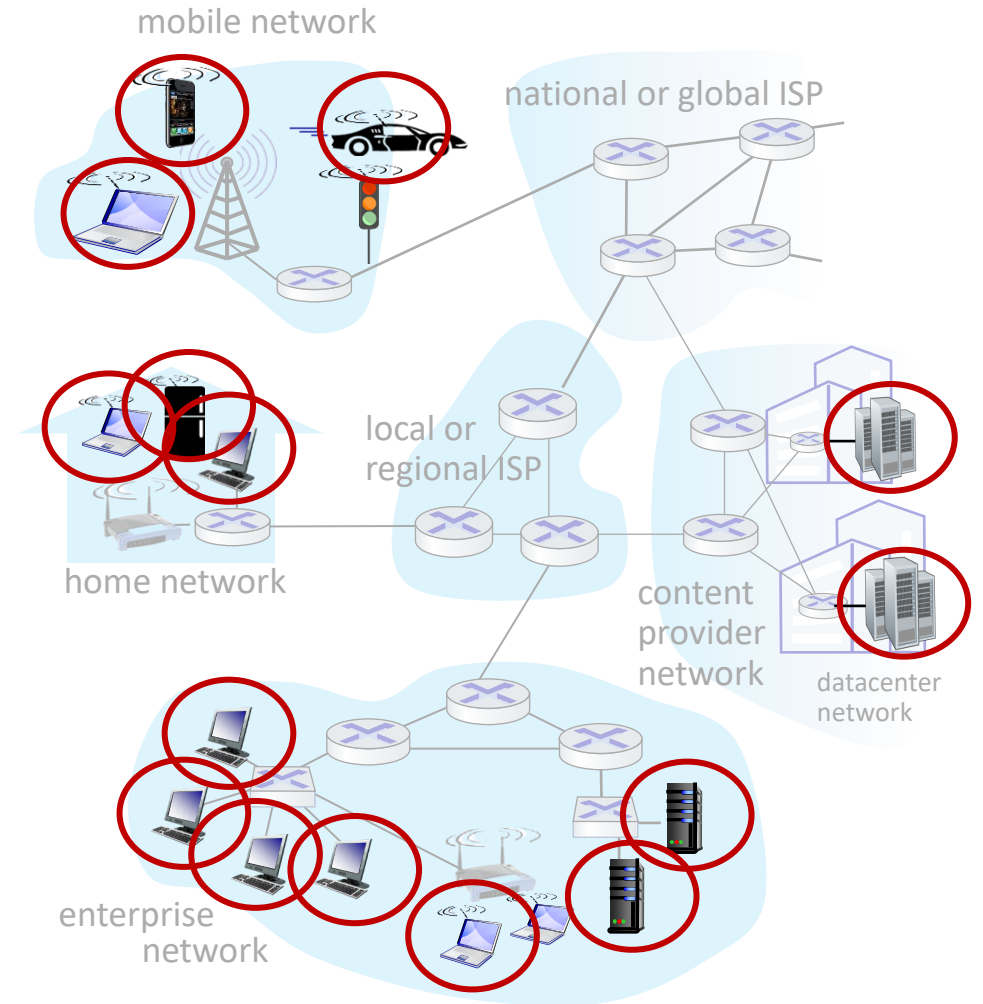 mobile network
national or global ISP
local or
regional ISP
home network
content
provider
network
datacenter
network
enterprise
network